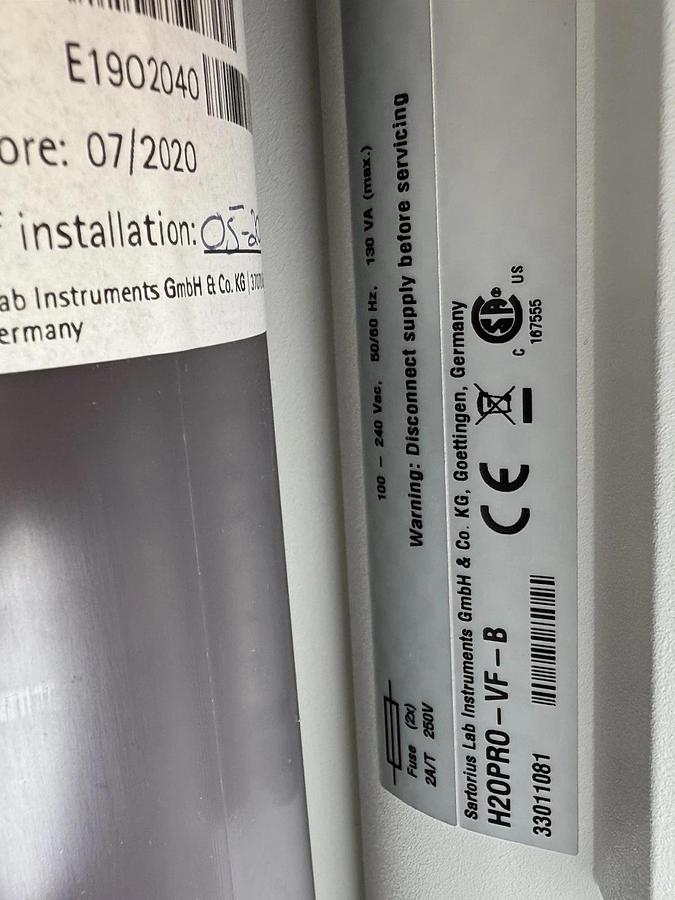 E1902040
ore: 07/2020
installation: 05-20
ab Instruments GmbH & Co. KG |
ermany
100 – 240 Vac, 50/60 Hz, 130 VA (max.)
Warning: Disconnect supply before servicing
Fuse (2x)
2A/T 250V
Sartorius Lab Instruments GmbH & Co. KG, Goettingen, Germany
H2OPRO – VF – B
CE
C SA® US
167555
33011081